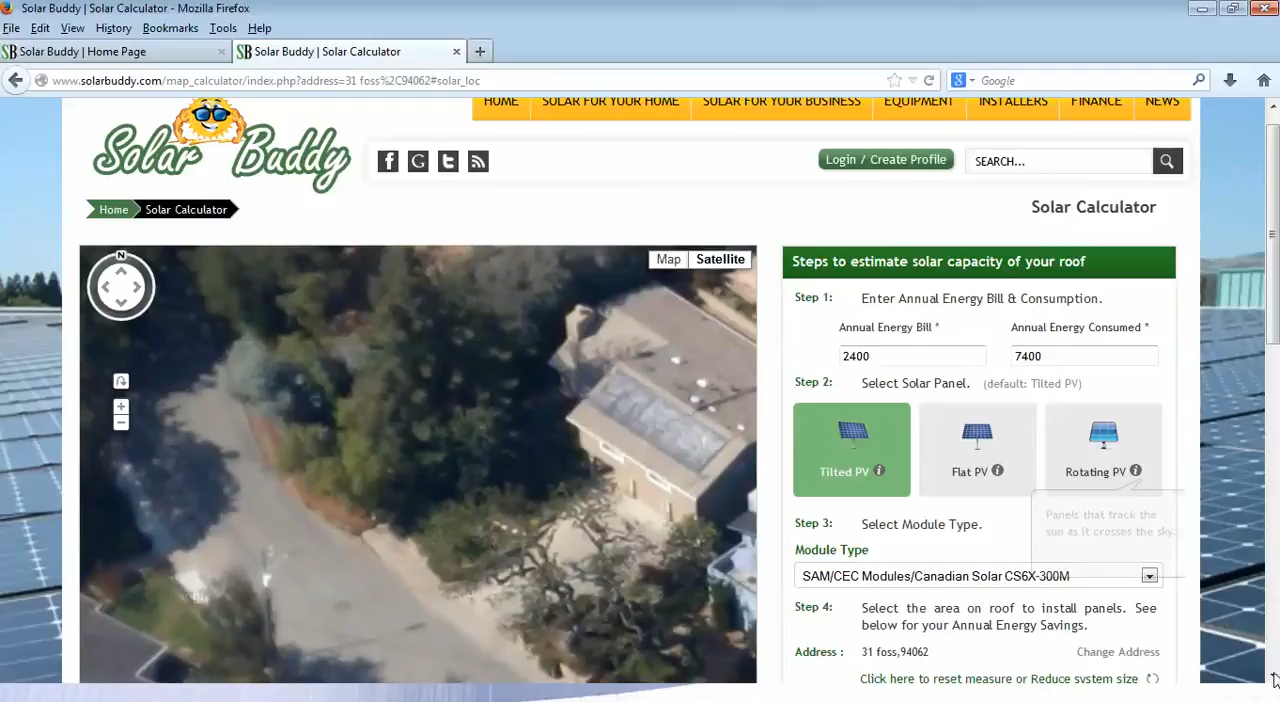 Solar Buddy | Solar Calculator - Mozilla Firefox
File Edit View History Bookmarks Tools Help
SB Solar Buddy | Home Page × SB Solar Buddy | Solar Calculator × +
www.solarbuddy.com/map_calculator/index.php?address=31 foss%2C94062#solar_loc
Google
HOME SOLAR FOR YOUR HOME SOLAR FOR YOUR BUSINESS EQUIPMENT INSTALLERS FINANCE NEWS
Solar Buddy
Login / Create Profile
SEARCH...
Home Solar Calculator
Solar Calculator
N
Map Satellite
Steps to estimate solar capacity of your roof
Step 1: Enter Annual Energy Bill & Consumption.
Annual Energy Bill * Annual Energy Consumed *
2400 7400
Step 2: Select Solar Panel. (default: Tilted PV)
Tilted PV Flat PV Rotating PV
Panels that track the
sun as it crosses the sky.
Step 3: Select Module Type.
Module Type
SAM/CEC Modules/Canadian Solar CS6X-300M
Step 4: Select the area on roof to install panels. See
below for your Annual Energy Savings.
Address : 31 foss,94062 Change Address
Click here to reset measure or Reduce system size